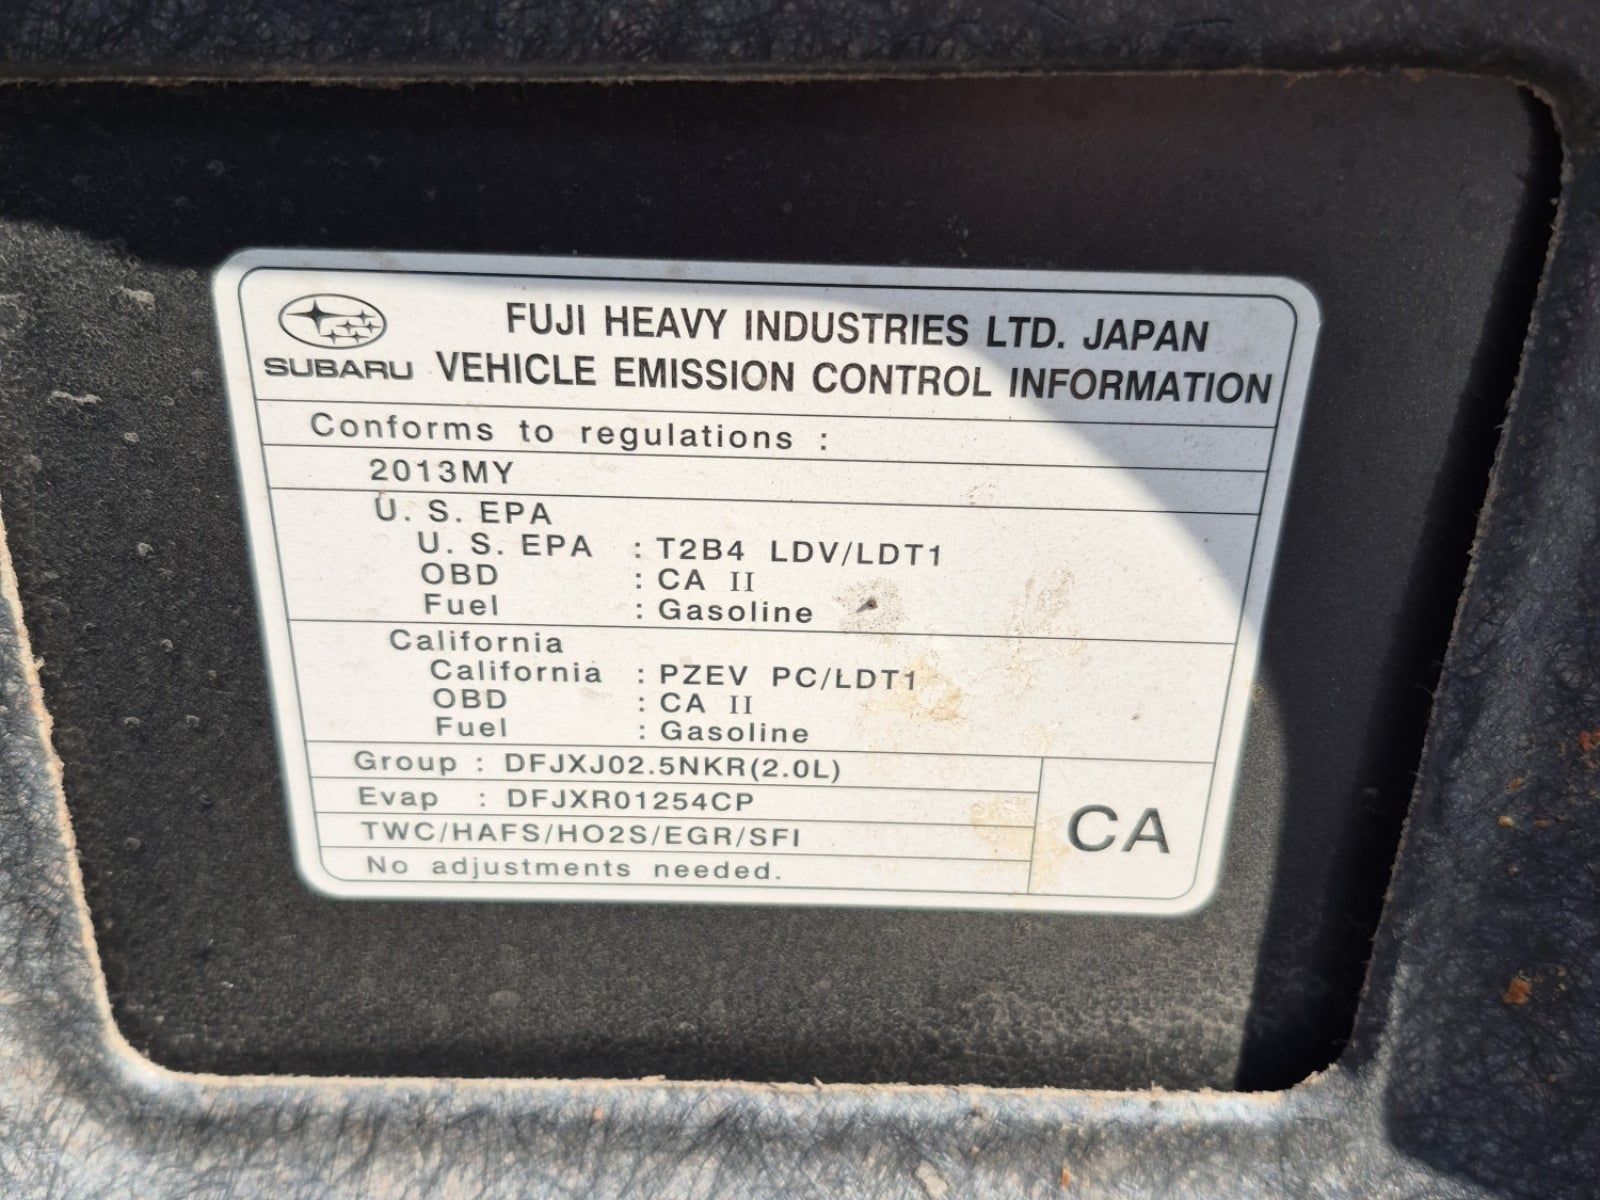 FUJI HEAVY INDUSTRIES LTD. JAPAN
SUBARU VEHICLE EMISSION CONTROL INFORMATION
Conforms to regulations :
2013MY
U. S. EPA
U. S. EPA : T2B4 LDV/LDT1
OBD : CA II
Fuel : Gasoline
California
California : PZEV PC/LDT1
OBD : CA II
Fuel : Gasoline
Group : DFJXJ02.5NKR(2.0L)
Evap : DFJXR01254CP
TWC/HAFS/HO2S/EGR/SFI
No adjustments needed.
CA